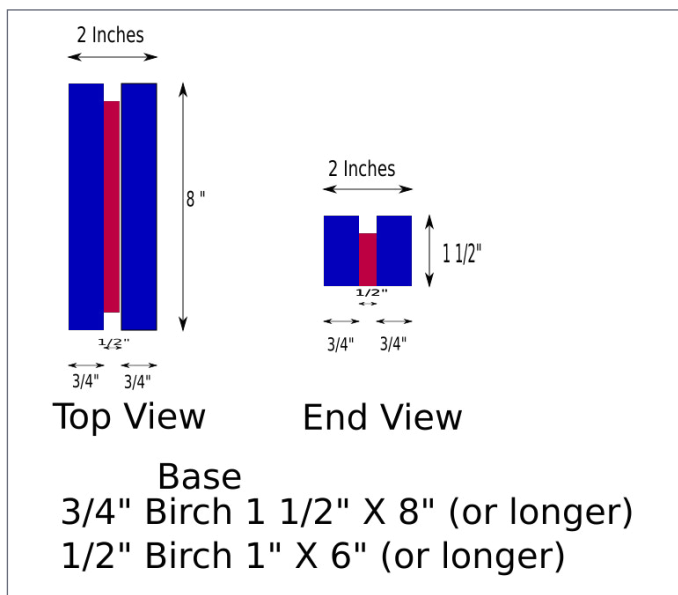 2 Inches
8 "
1/2"
3/4" 3/4"
Top View
2 Inches
1 1/2"
1/2"
3/4" 3/4"
End View
Base
3/4" Birch 1 1/2" X 8" (or longer)
1/2" Birch 1" X 6" (or longer)